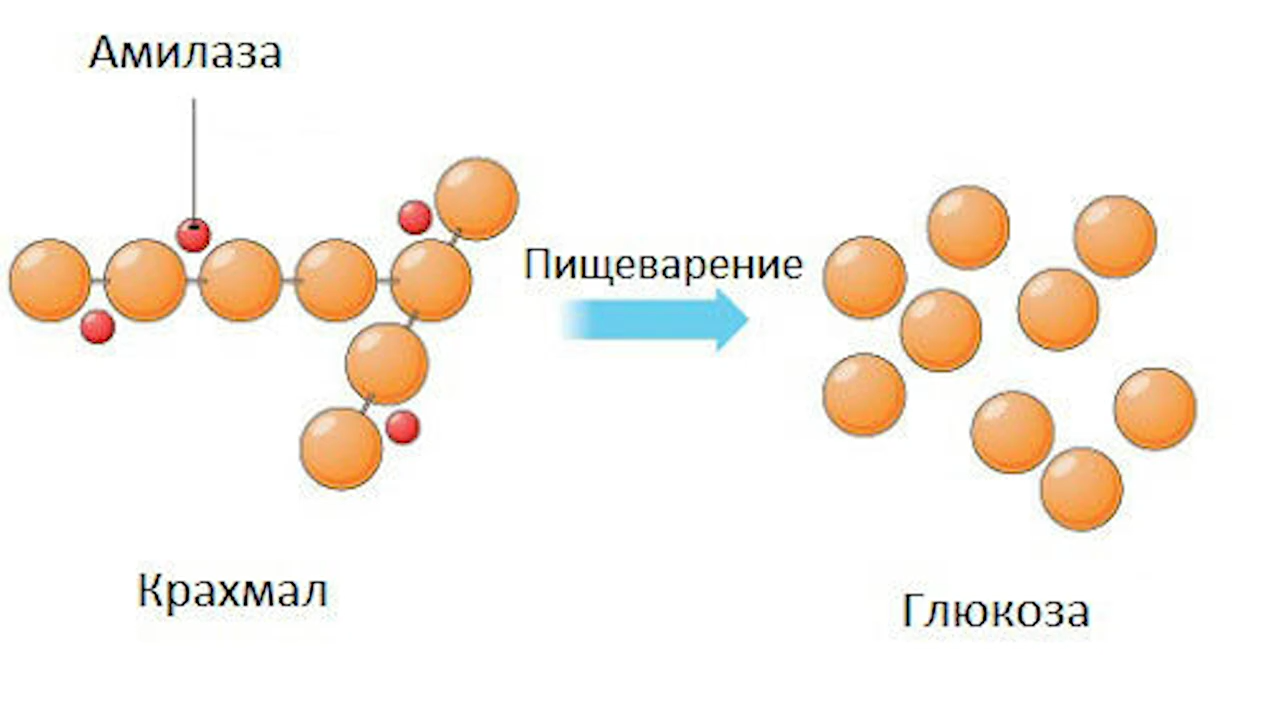 Амилаза
Пищеварение
Крахмал
Глюкоза